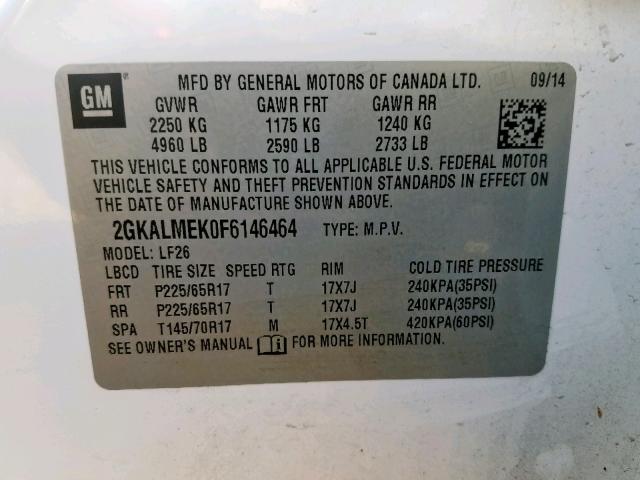 GM
MFD BY GENERAL MOTORS OF CANADA LTD. 09/14
GVWR GAWR FRT GAWR RR
2250 KG 1175 KG 1240 KG
4960 LB 2590 LB 2733 LB
THIS VEHICLE CONFORMS TO ALL APPLICABLE U.S. FEDERAL MOTOR
VEHICLE SAFETY AND THEFT PREVENTION STANDARDS IN EFFECT ON
THE DATE OF MANUFACTURE SHOWN ABOVE.
2GKALMEK0F6146464 TYPE: M.P.V.
MODEL: LF26
LBCD TIRE SIZE SPEED RTG RIM COLD TIRE PRESSURE
FRT P225/65R17 T 17X7J 240KPA(35PSI)
RR P225/65R17 T 17X7J 240KPA(35PSI)
SPA T145/70R17 M 17X4.5T 420KPA(60PSI)
SEE OWNER'S MANUAL FOR MORE INFORMATION.